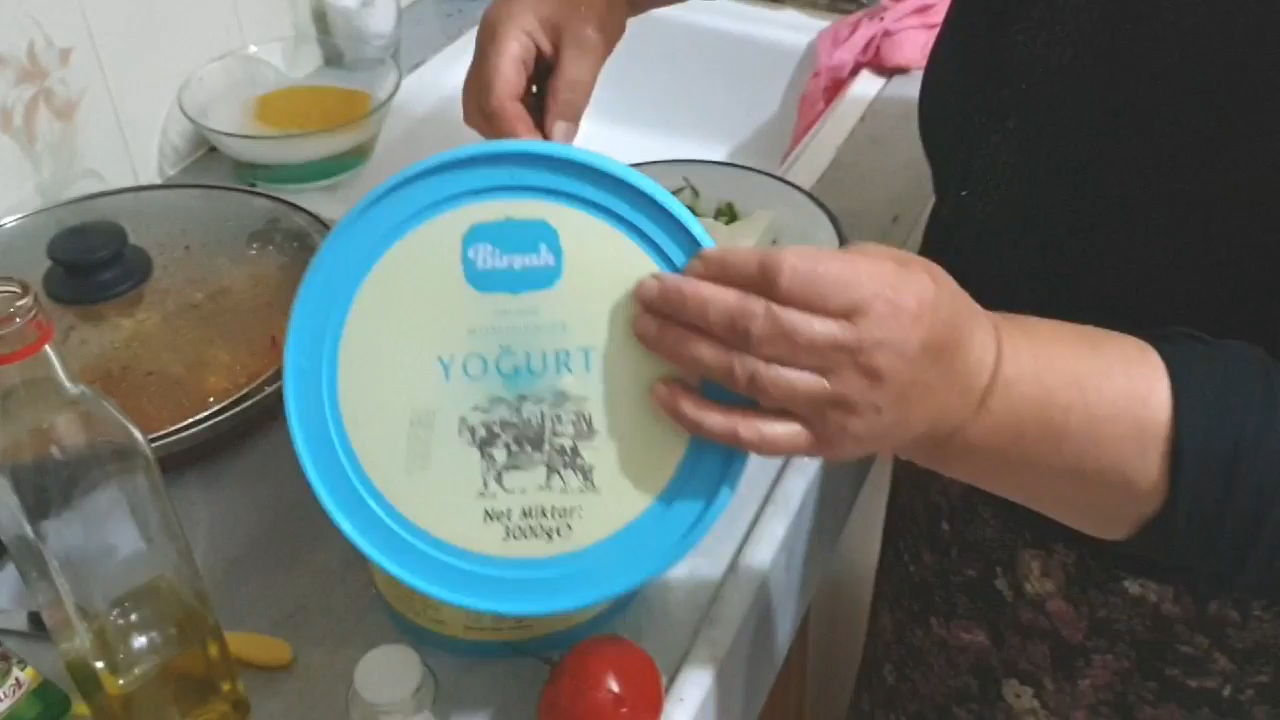 Birşah
YOĞURT
Net Miktar:
3000g℮